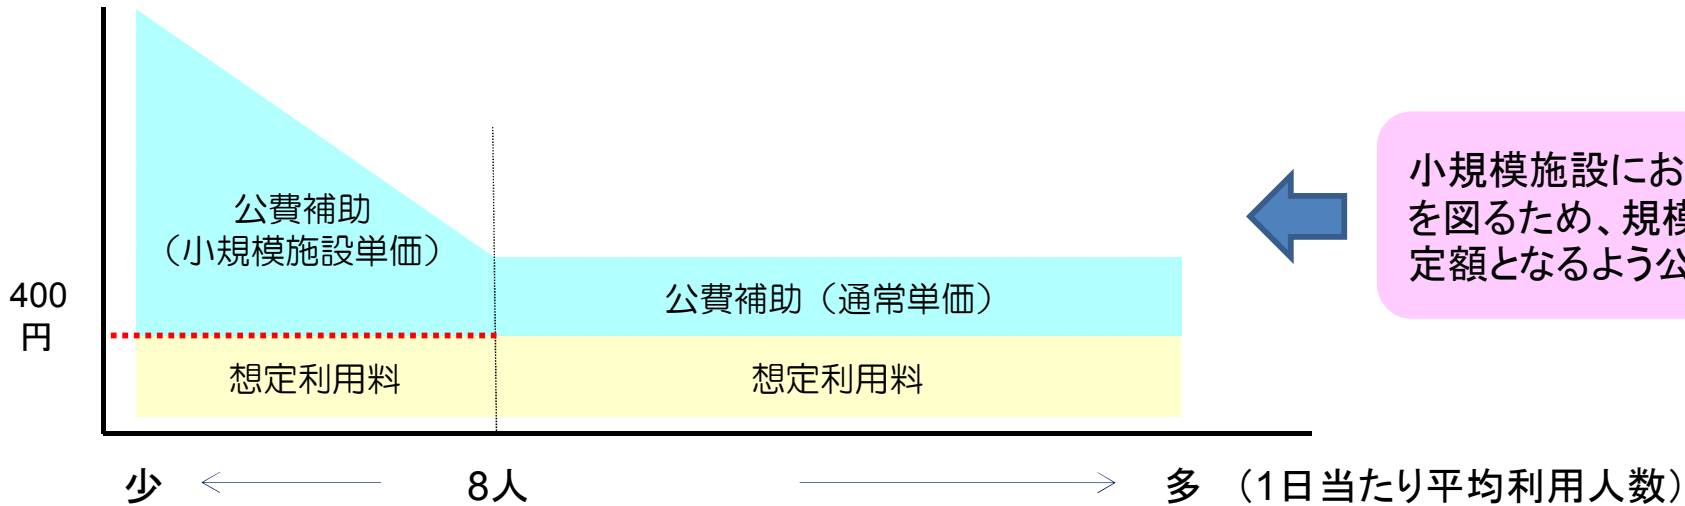 公費補助
（小規模施設単価）
小規模施設にお
を図るため、規模
定額となるよう公
400
円
公費補助（通常単価）
想定利用料
想定利用料
少
8人
多
（1日当たり平均利用人数）